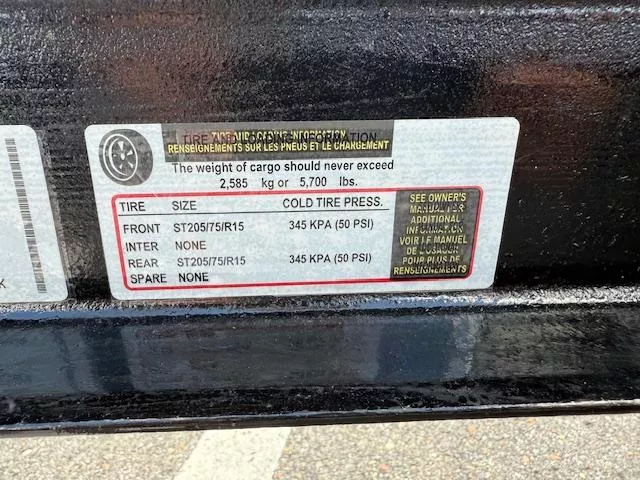 TIRE AND LOADING INFORMATION
RENSEIGNEMENTS SUR LES PNEUS ET LE CHARGEMENT
The weight of cargo should never exceed
2,585 kg or 5,700 lbs.
TIRE SIZE COLD TIRE PRESS.
FRONT ST205/75/R15 345 KPA (50 PSI)
INTER NONE
REAR ST205/75/R15 345 KPA (50 PSI)
SPARE NONE
SEE OWNER'S
MANUAL FOR
ADDITIONAL
INFORMATION
VOIR LE MANUEL
DE L'USAGER
POUR PLUS DE
RENSEIGNEMENTS